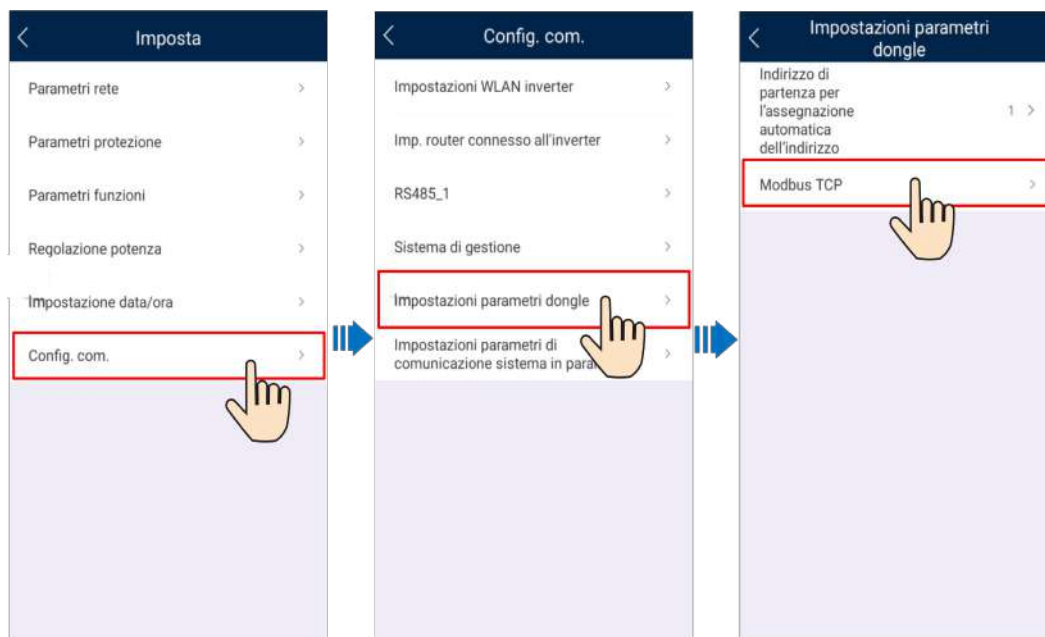 Imposta
Parametri rete
Parametri protezione
Parametri funzioni
Regolazione potenza
Impostazione data/ora
Config. com.
Config. com.
Impostazioni WLAN inverter
Imp. router connesso all'inverter
RS485_1
Sistema di gestione
Impostazioni parametri dongle
Impostazioni parametri di
comunicazione sistema in
Impostazioni parametri
dongle
Indirizzo di
partenza per
l'assegnazione
automatica
dell'indirizzo
1
Modbus TCP